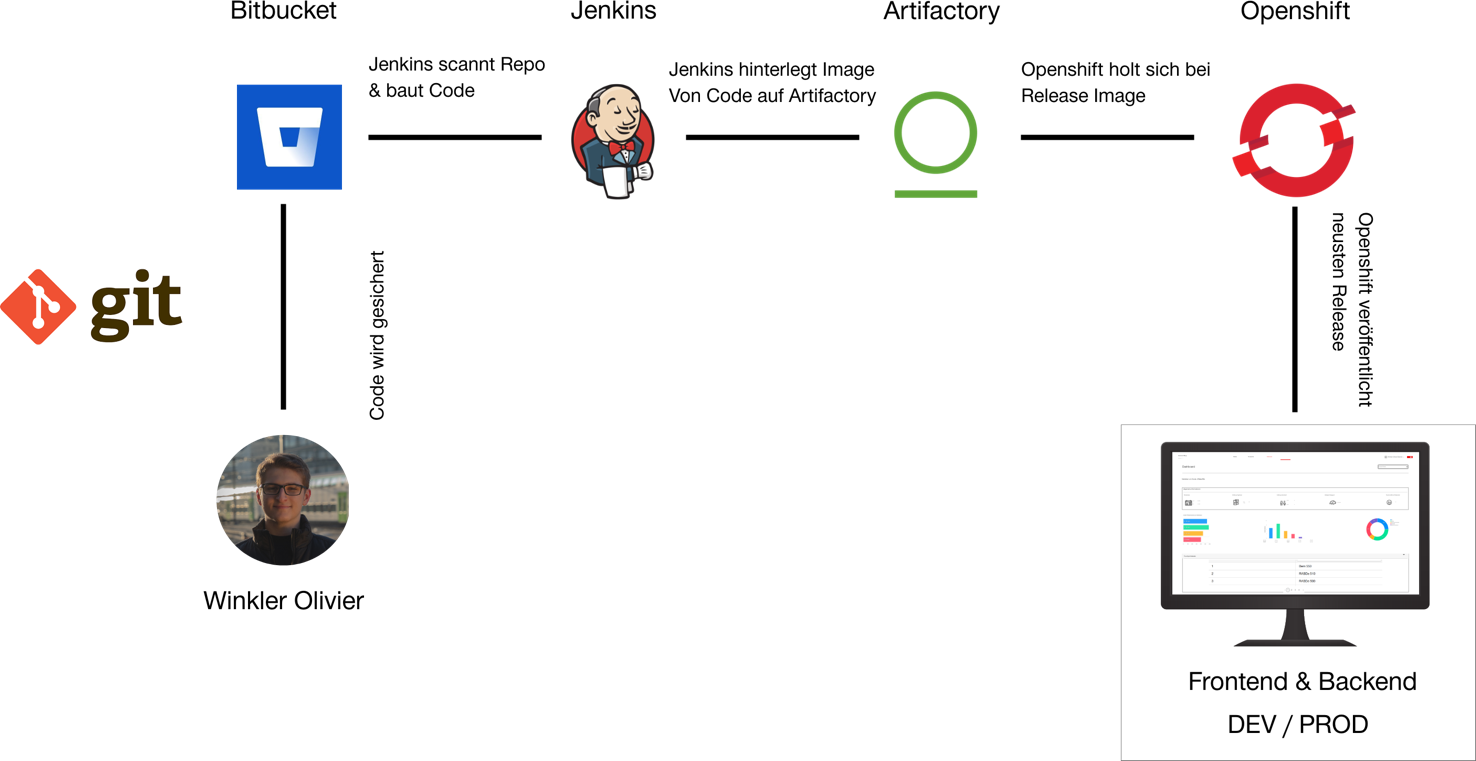 Bitbucket
Jenkins
Artifactory
Openshift
Jenkins scannt Repo
& baut Code
Jenkins hinterlegt Image
Von Code auf Artifactory
Openshift holt sich bei
Release Image
git
Code wird gesichert
Openshift veröffentlicht
neusten Release
Winkler Olivier
Frontend & Backend
DEV / PROD